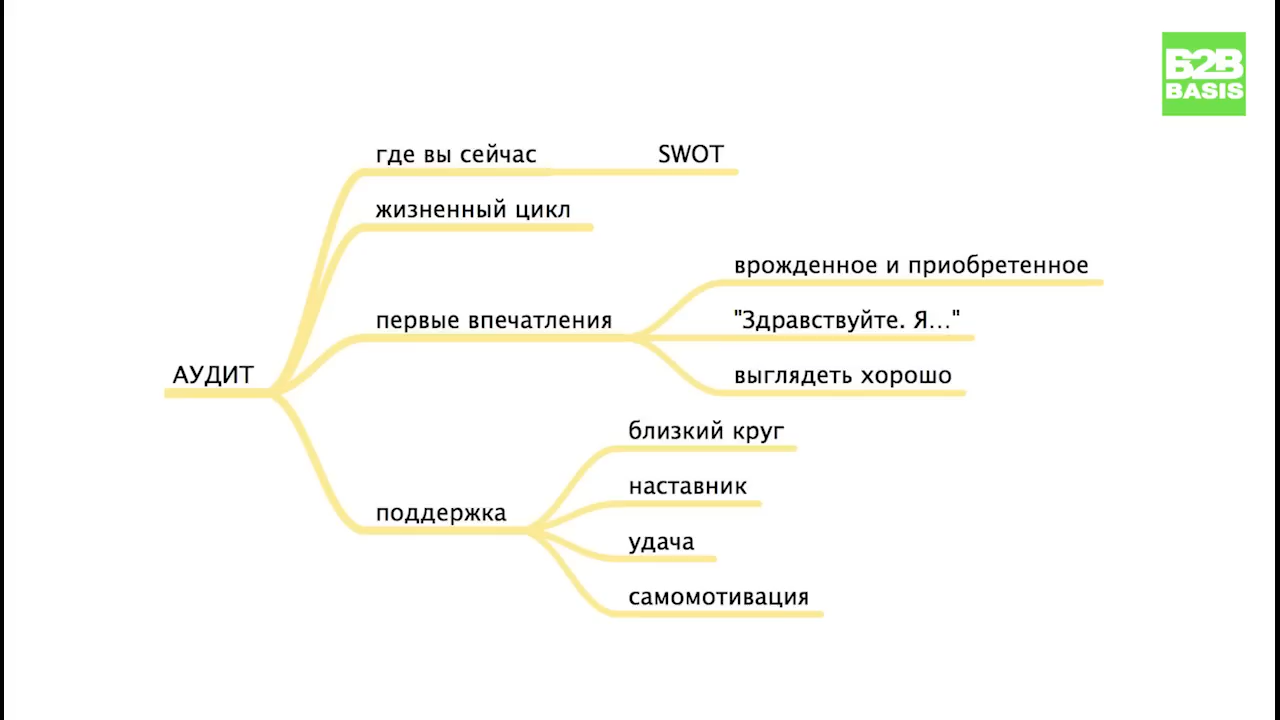 Б2B
BASIS
где вы сейчас
SWOT
жизненный цикл
врожденное и приобретенное
первые впечатления
"Здравствуйте. Я…"
АУДИТ
выглядеть хорошо
близкий круг
наставник
поддержка
удача
самомотивация